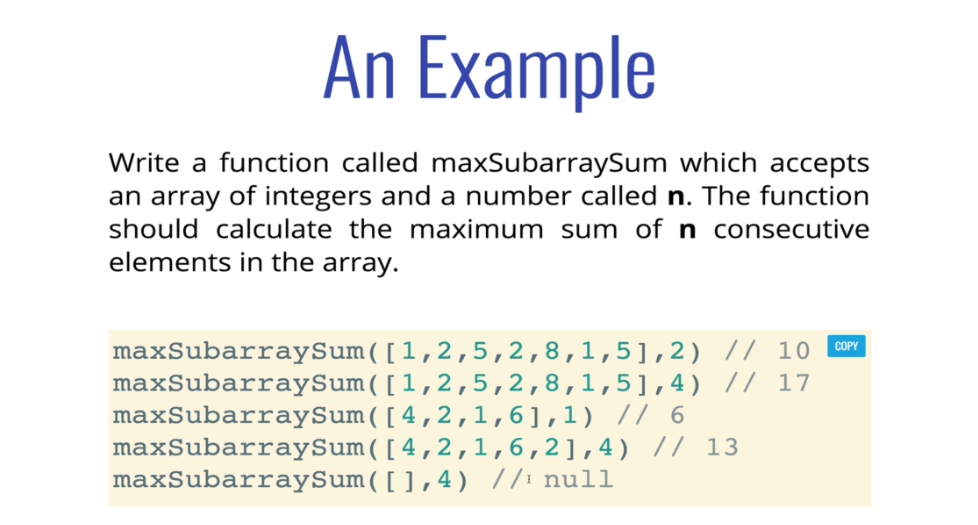 An Example
Write a function called maxSubarraySum which accepts
an array of integers and a number called n. The function
should calculate the maximum sum of n consecutive
elements in the array.
maxSubarraySum([1,2,5,2,8,1,5],2) // 10
COPY
maxSubarraySum([1,2,5,2,8,1,5],4) // 17
maxSubarraySum([4,2,1,6],1) // 6
maxSubarraySum([4,2,1,6,2],4) // 13
maxSubarraySum([],4) // null